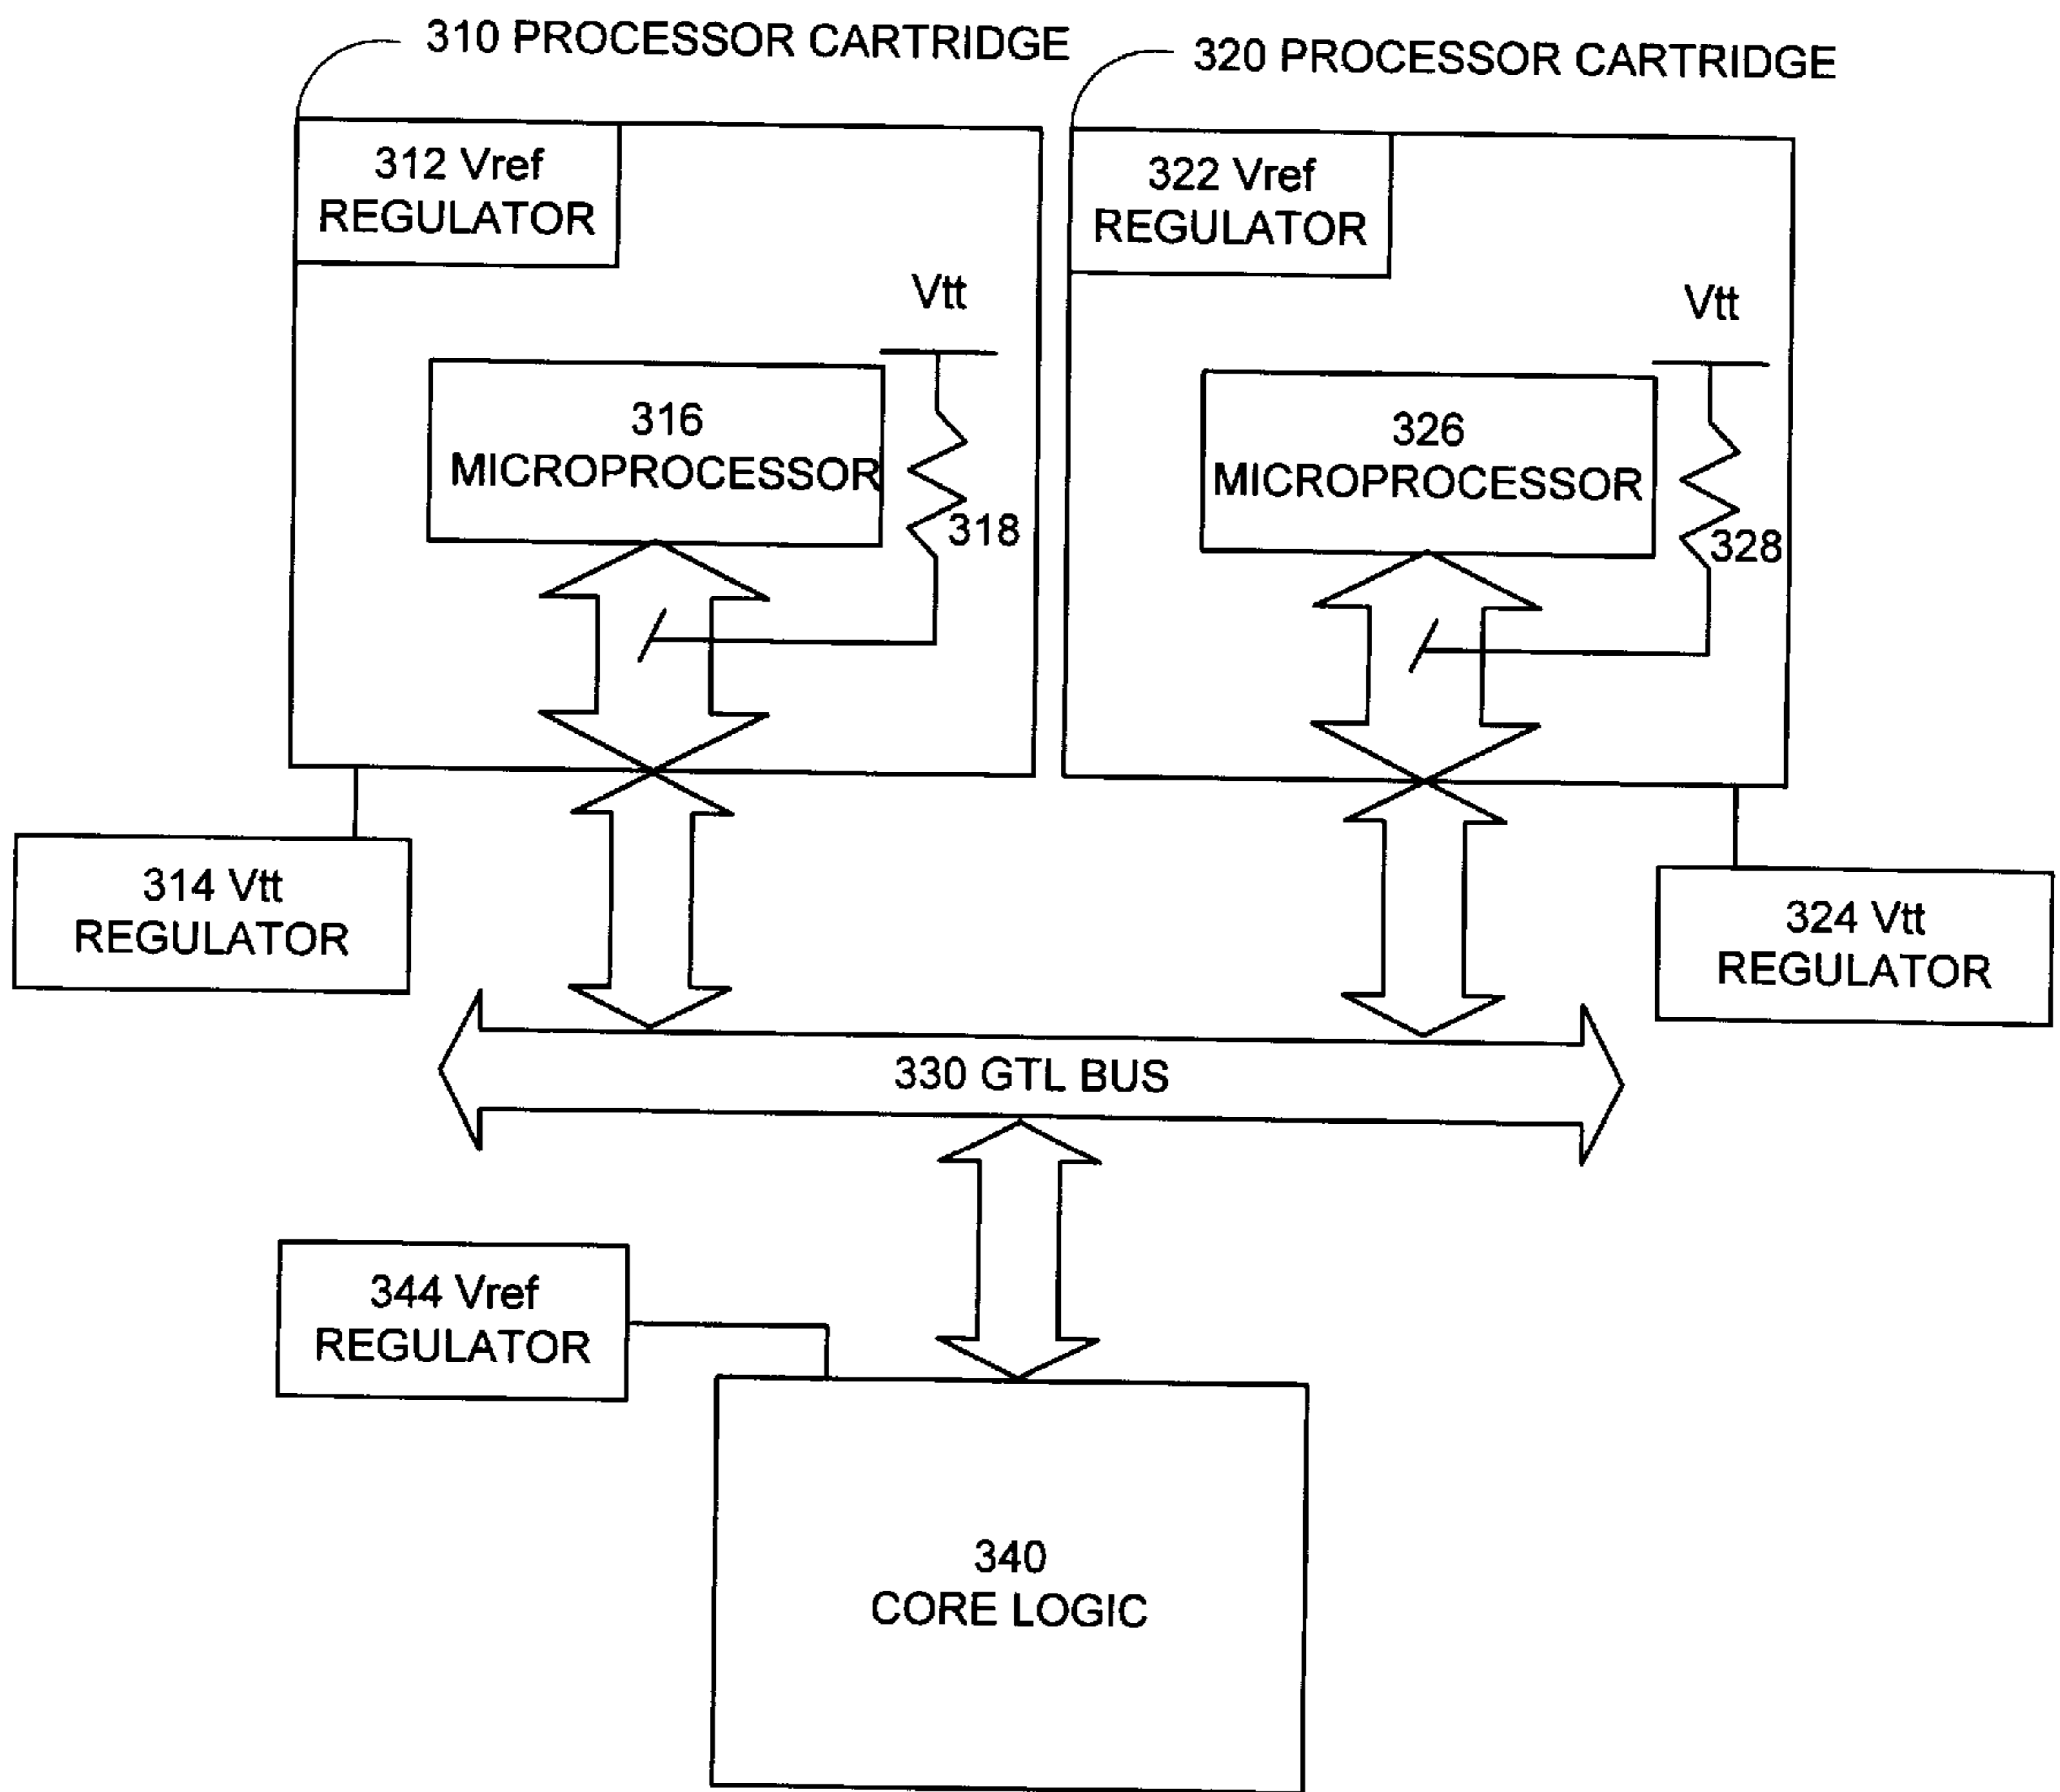 310 PROCESSOR CARTRIDGE
320 PROCESSOR CARTRIDGE
312 Vref
REGULATOR
322 Vref
REGULATOR
Vtt
Vtt
316
MICROPROCESSOR
318
326
MICROPROCESSOR
328
314 Vtt
REGULATOR
324 Vtt
REGULATOR
330 GTL BUS
344 Vref
REGULATOR
340
CORE LOGIC